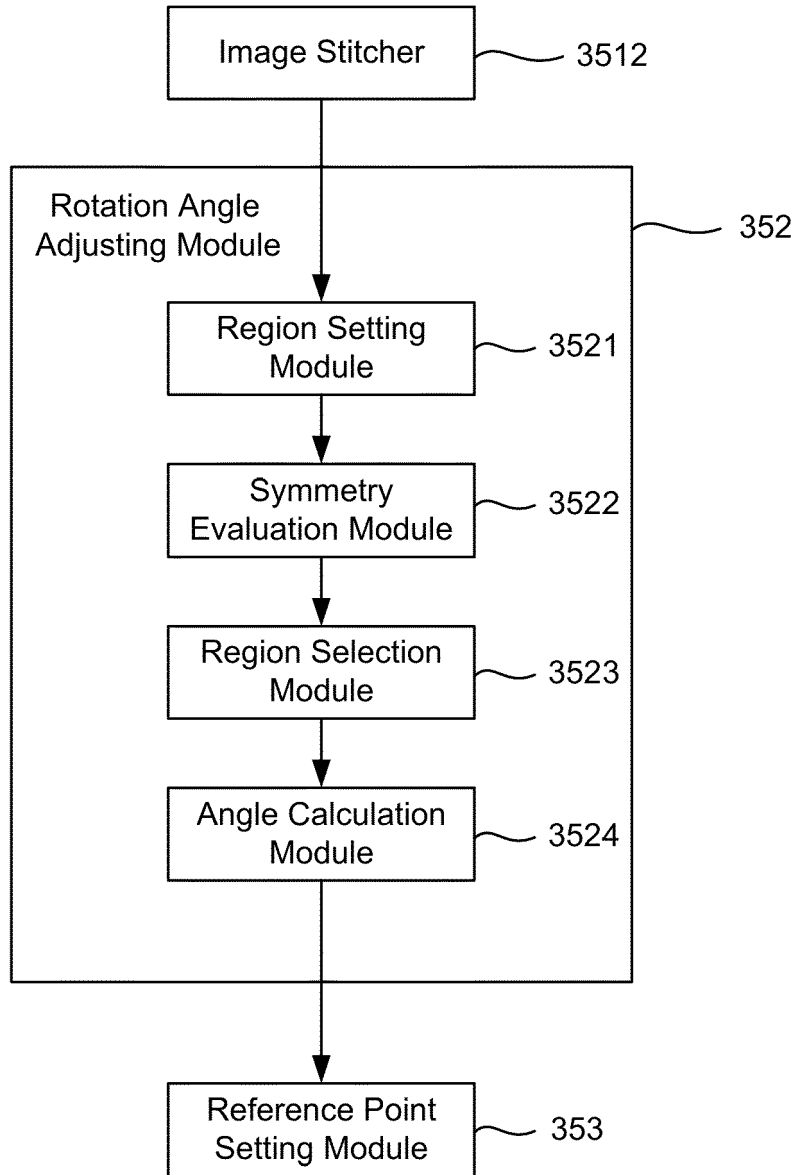 Image Stitcher
3512
Rotation Angle
Adjusting Module
352
Region Setting
Module
3521
Symmetry
Evaluation Module
3522
Region Selection
Module
3523
Angle Calculation
Module
3524
Reference Point
Setting Module
353